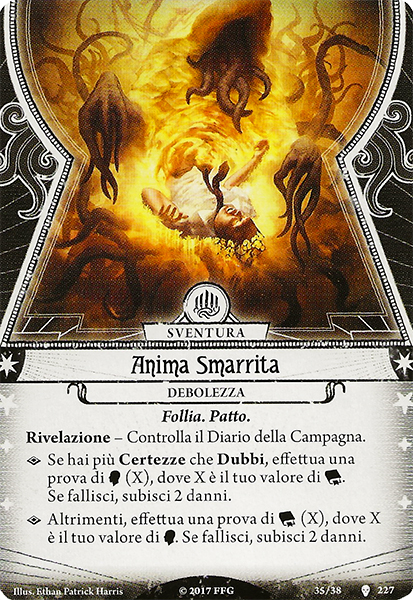 SVENTURA
Anima Smarrita
DEBOLEZZA
Follia. Patto.
Rivelazione – Controlla il Diario della Campagna.
Se hai più Certezze che Dubbi, effettua una
prova di (X), dove X è il tuo valore di .
Se fallisci, subisci 2 danni.
Altrimenti, effettua una prova di (X), dove X
è il tuo valore di . Se fallisci, subisci 2 danni.
Illus. Ethan Patrick Harris © 2017 FFG 35/38 227